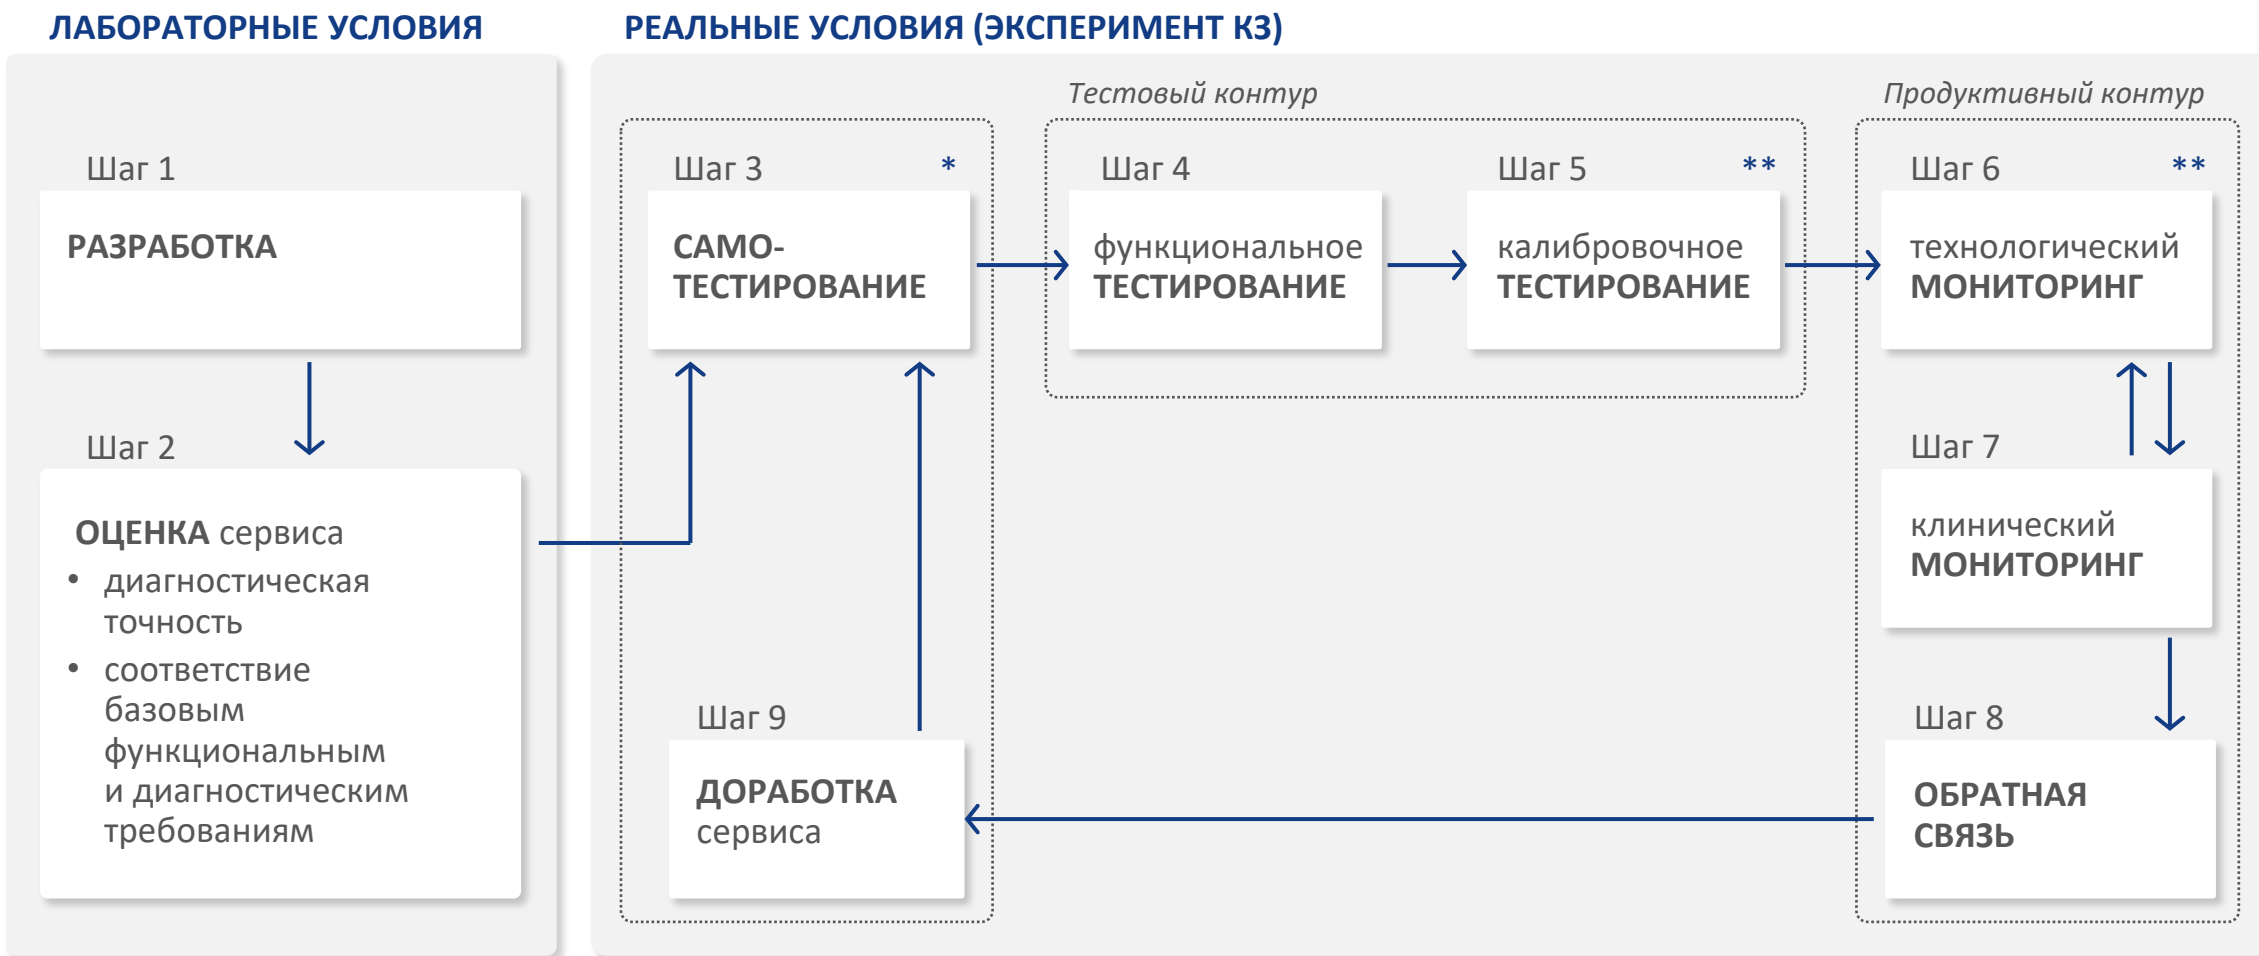 ЛАБОРАТОРНЫЕ УСЛОВИЯ
РЕАЛЬНЫЕ УСЛОВИЯ (ЭКСПЕРИМЕНТ КЗ)
Шаг 1
РАЗРАБОТКА
Шаг 2
ОЦЕНКА сервиса
• диагностическая
точность
• соответствие
базовым
функциональным
и диагностическим
требованиям
Шаг 3 *
САМО-
ТЕСТИРОВАНИЕ
Тестовый контур
Шаг 4
функциональное
ТЕСТИРОВАНИЕ
Шаг 5 **
калибровочное
ТЕСТИРОВАНИЕ
Продуктивный контур
Шаг 6 **
технологический
МОНИТОРИНГ
Шаг 7
клинический
МОНИТОРИНГ
Шаг 8
ОБРАТНАЯ
СВЯЗЬ
Шаг 9
ДОРАБОТКА
сервиса